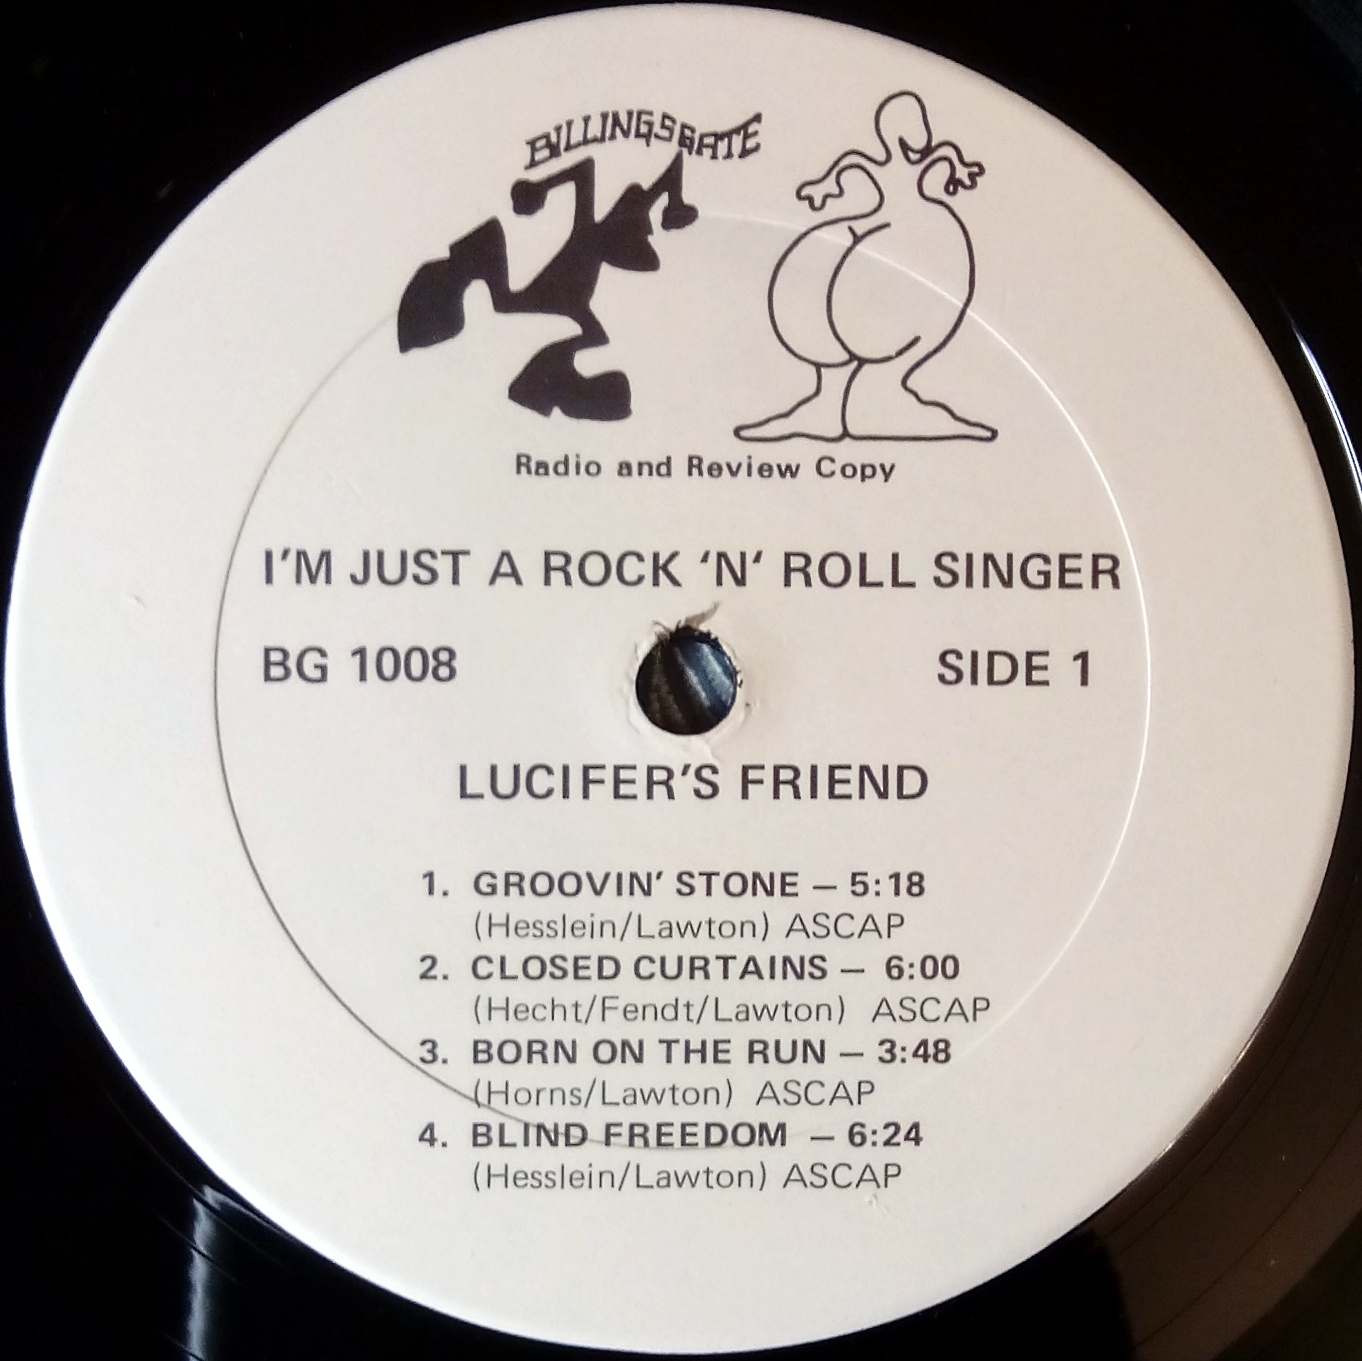 BILLINGSGATE
Radio and Review Copy
I'M JUST A ROCK 'N' ROLL SINGER
BG 1008
SIDE 1
LUCIFER'S FRIEND
1. GROOVIN' STONE – 5:18
(Hesslein/Lawton) ASCAP
2. CLOSED CURTAINS – 6:00
(Hecht/Fendt/Lawton) ASCAP
3. BORN ON THE RUN – 3:48
(Horns/Lawton) ASCAP
4. BLIND FREEDOM – 6:24
(Hesslein/Lawton) ASCAP